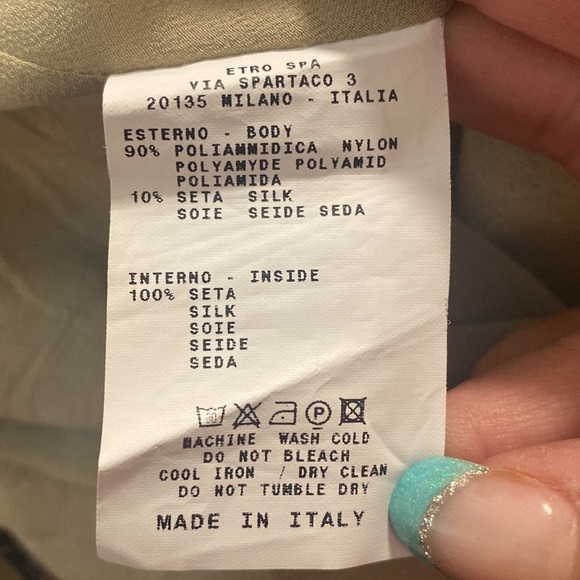 ETRO SPA
VIA SPARTACO 3
20135 MILANO - ITALIA
ESTERNO - BODY
90% POLIAMMIDICA NYLON
POLYAMYDE POLYAMID
POLIAMIDA
10% SETA SILK
SOIE SEIDE SEDA
INTERNO - INSIDE
100% SETA
SILK
SOIE
SEIDE
SEDA
30 P
MACHINE WASH COLD
DO NOT BLEACH
COOL IRON / DRY CLEAN
DO NOT TUMBLE DRY
MADE IN ITALY